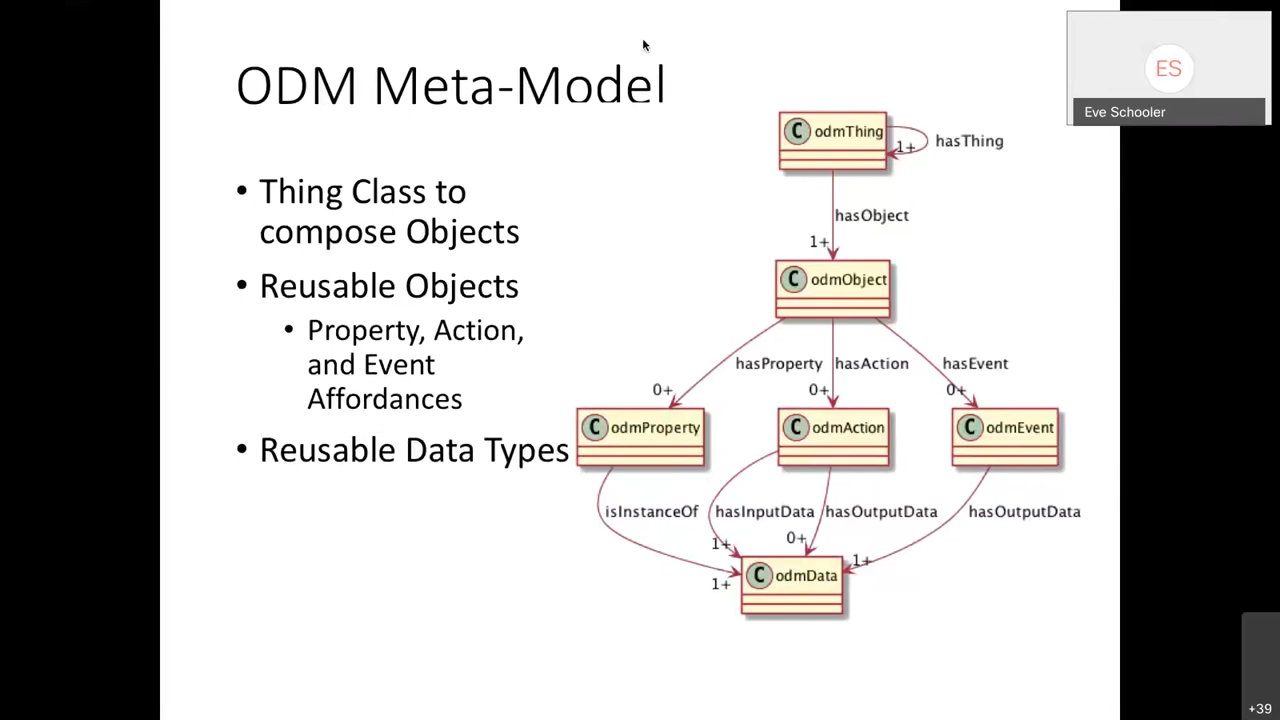 ODM Meta-Model
• Thing Class to
compose Objects
• Reusable Objects
• Property, Action,
and Event
Affordances
• Reusable Data Types
C odmThing
1+
hasThing
hasObject
1+
C odmObject
hasProperty
hasAction
hasEvent
0+
0+
0+
C odmProperty
C odmAction
C odmEvent
isInstanceOf
hasInputData
hasOutputData
hasOutputData
1+
0+
1+
1+
C odmData
ES
Eve Schooler
+39